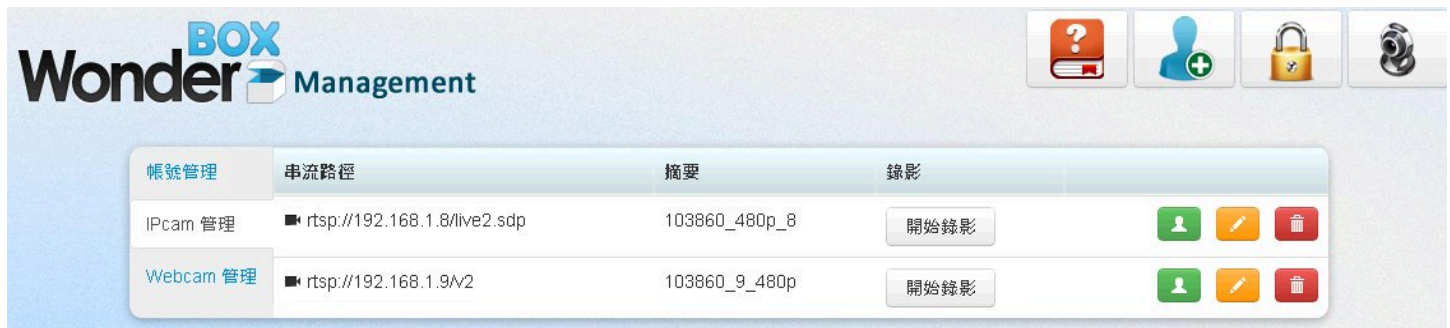 BOX
Wonder Management
帳號管理 串流路徑 摘要 錄影
IPcam 管理 rtsp://192.168.1.8/live2.sdp 103860_480p_8 開始錄影
Webcam 管理 rtsp://192.168.1.9/v2 103860_9_480p 開始錄影